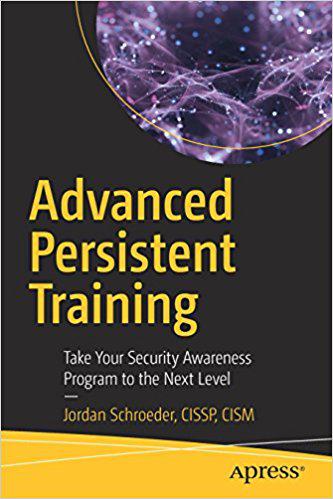 Advanced
Persistent
Training
Take Your Security Awareness
Program to the Next Level
—
Jordan Schroeder, CISSP, CISM
Apress®